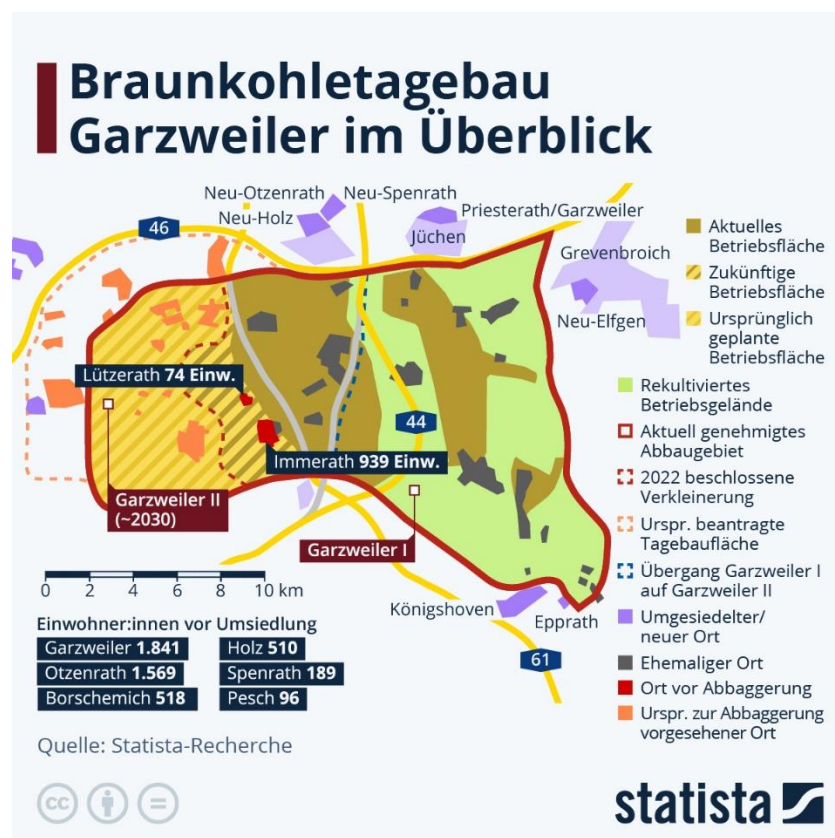 Braunkohletagebau
Garzweiler im Überblick
Neu-Otzenrath
Neu-Spenrath
Neu-Holz
Priesterath/Garzweiler
46
Jüchen
Grevenbroich
Neu-Elfgen
Lützerath 74 Einw.
44
Immerath 939 Einw.
Garzweiler II
(~2030)
Garzweiler I
0 2 4 6 8 10 km
Königshoven
Epprath
61
Aktuelles
Betriebsfläche
Zukünftige
Betriebsfläche
Ursprünglich
geplante
Betriebsfläche
Rekultiviertes
Betriebsgelände
Aktuell genehmigtes
Abbaugebiet
2022 beschlossene
Verkleinerung
Urspr. beantragte
Tagebaufläche
Übergang Garzweiler I
auf Garzweiler II
Umgesiedelter/
neuer Ort
Ehemaliger Ort
Ort vor Abbaggerung
Urspr. zur Abbaggerung
vorgesehener Ort
Einwohner:innen vor Umsiedlung
Garzweiler 1.841
Holz 510
Otzenrath 1.569
Spenrath 189
Borschemich 518
Pesch 96
Quelle: Statista-Recherche
cc
statista